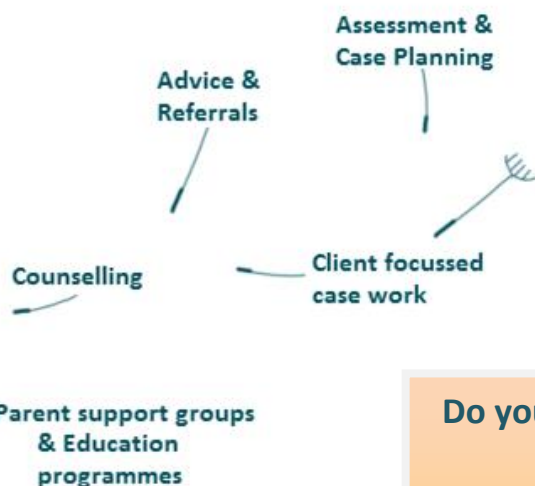 Assessment &
Case Planning
Advice &
Referrals
Client focussed
case work
Counselling
Parent support groups
& Education
programmes
Do you